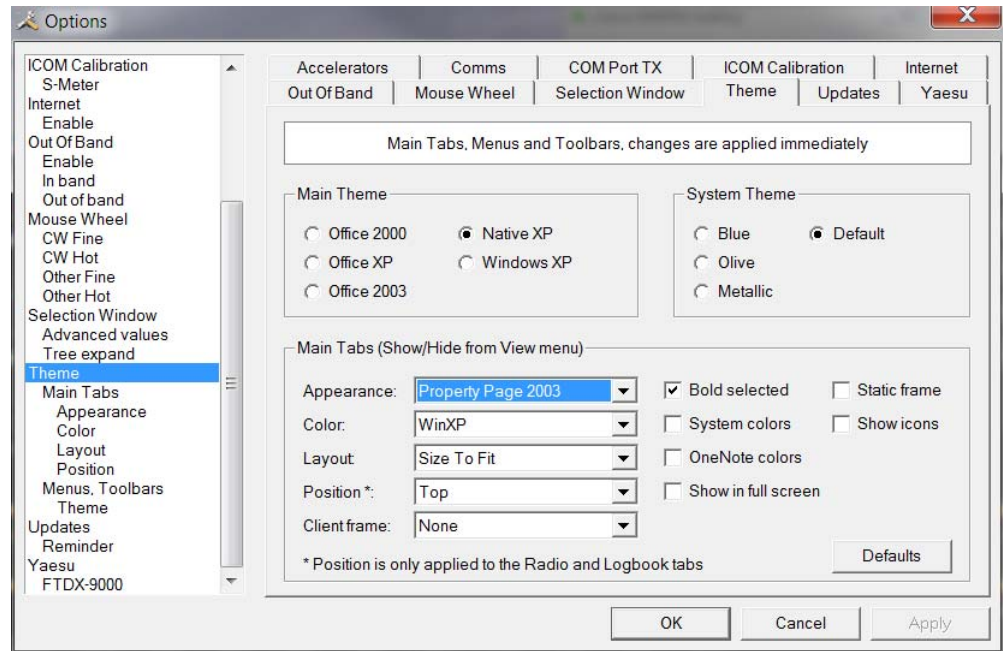 Options
ICOM Calibration
S-Meter
Internet
Enable
Out Of Band
Enable
In band
Out of band
Mouse Wheel
CW Fine
CW Hot
Other Fine
Other Hot
Selection Window
Advanced values
Tree expand
Theme
Main Tabs
Appearance
Color
Layout
Position
Menus, Toolbars
Theme
Updates
Reminder
Yaesu
FTDX-9000
Accelerators Comms COM Port TX ICOM Calibration Internet
Out Of Band Mouse Wheel Selection Window Theme Updates Yaesu
Main Tabs, Menus and Toolbars, changes are applied immediately
Main Theme
Office 2000 Native XP
Office XP Windows XP
Office 2003
System Theme
Blue Default
Olive
Metallic
Main Tabs (Show/Hide from View menu)
Appearance: Property Page 2003 Bold selected Static frame
Color: WinXP System colors Show icons
Layout: Size To Fit OneNote colors
Position *: Top Show in full screen
Client frame: None
* Position is only applied to the Radio and Logbook tabs
Defaults
OK Cancel Apply